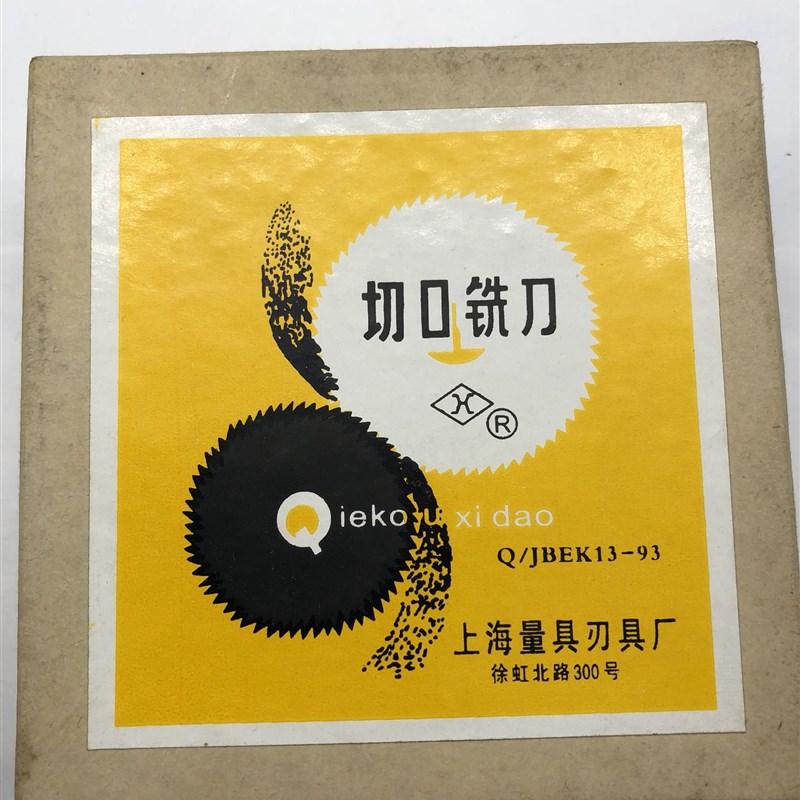 切口铣刀
®
Qiekou xi dao
Q/JBEK13-93
上海量具刃具厂
徐虹北路300号